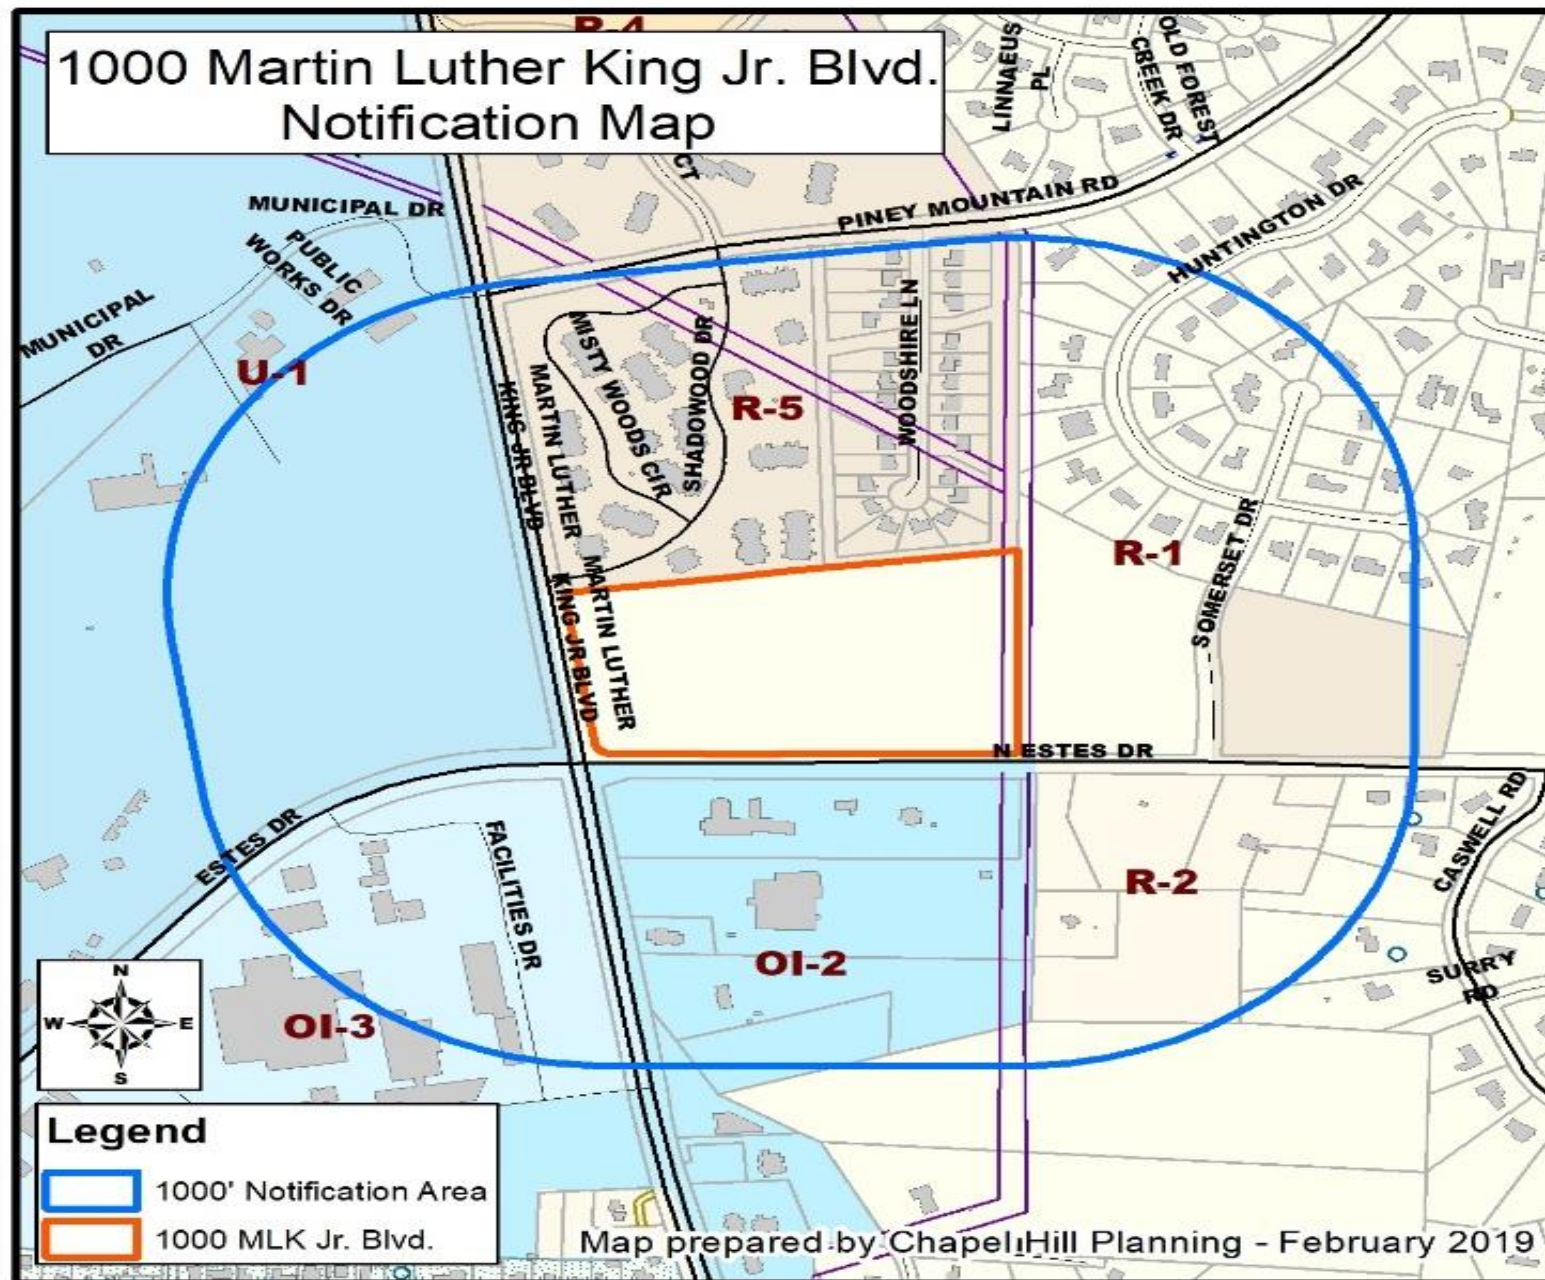 R-4
1000 Martin Luther King Jr. Blvd.
Notification Map
LINNAEUS
PL
OLD FOREST
CREEK DR
CT
MUNICIPAL DR
PINEY MOUNTAIN RD
HUNTINGTON DR
PUBLIC
WORKS DR
MUNICIPAL
DR
U-1
MISTY WOODS CIR
SHADOWOOD DR
WOODSHIRE LN
R-5
MARTIN LUTHER
KING JR BLVD
R-1
SOMERSET DR
MARTIN LUTHER
KING JR BLVD
N ESTES DR
ESTES DR
FACILITIES DR
CASWELL RD
R-2
OI-2
SURRY
RD
OI-3
N
W
E
S
Legend
1000' Notification Area
1000 MLK Jr. Blvd.
Map prepared by Chapel Hill Planning - February 2019